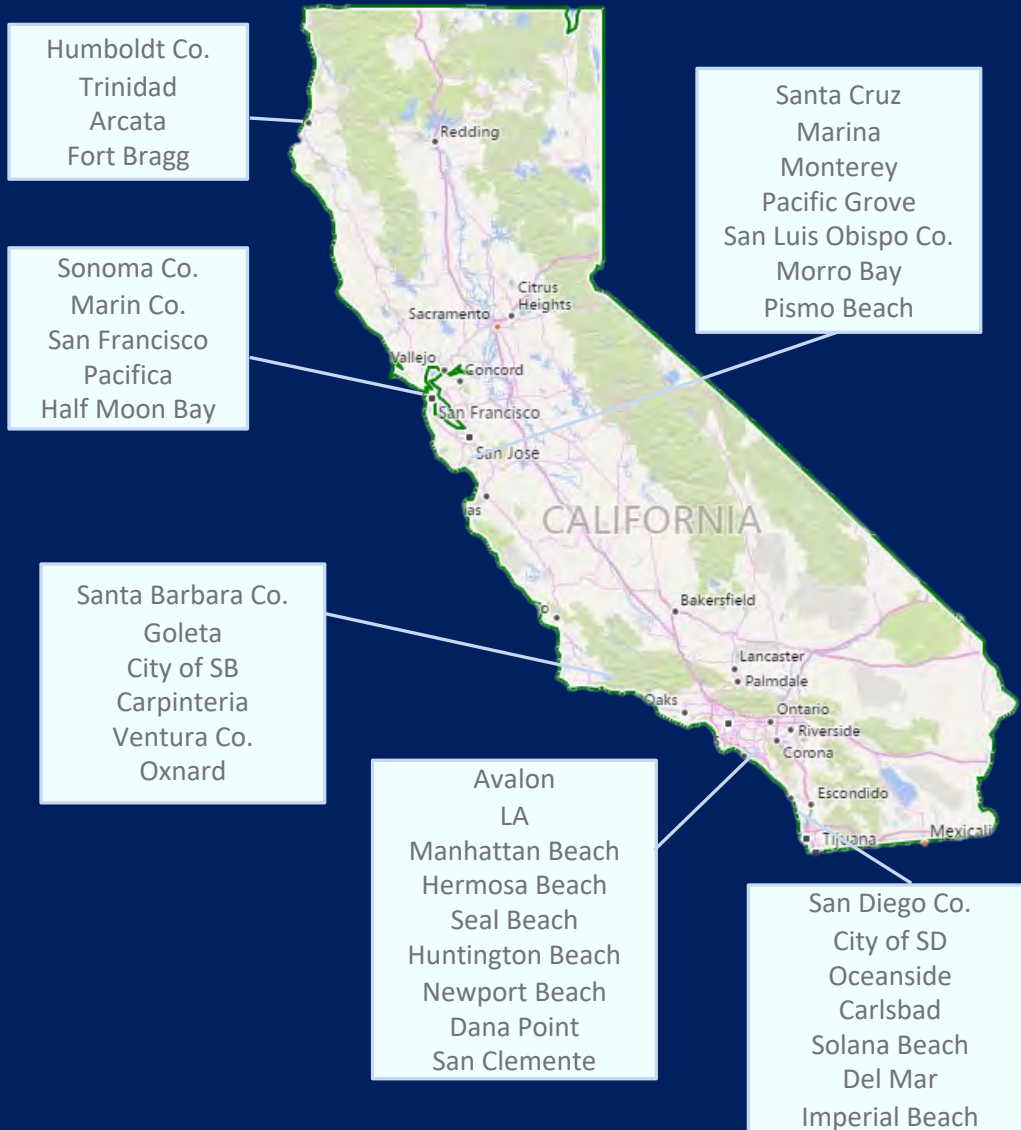 Humboldt Co.
Trinidad
Arcata
Fort Bragg
Santa Cruz
Marina
Monterey
Pacific Grove
San Luis Obispo Co.
Morro Bay
Pismo Beach
Sonoma Co.
Marin Co.
San Francisco
Pacifica
Half Moon Bay
Redding
Citrus
Heights
Sacramento
Vallejo
Concord
San Francisco
San Jose
as
CALIFORNIA
Bakersfield
Lancaster
Palmdale
Oaks
Ontario
Riverside
Corona
Escondido
Tijuana
Mexicali
Santa Barbara Co.
Goleta
City of SB
Carpinteria
Ventura Co.
Oxnard
Avalon
LA
Manhattan Beach
Hermosa Beach
Seal Beach
Huntington Beach
Newport Beach
Dana Point
San Clemente
San Diego Co.
City of SD
Oceanside
Carlsbad
Solana Beach
Del Mar
Imperial Beach